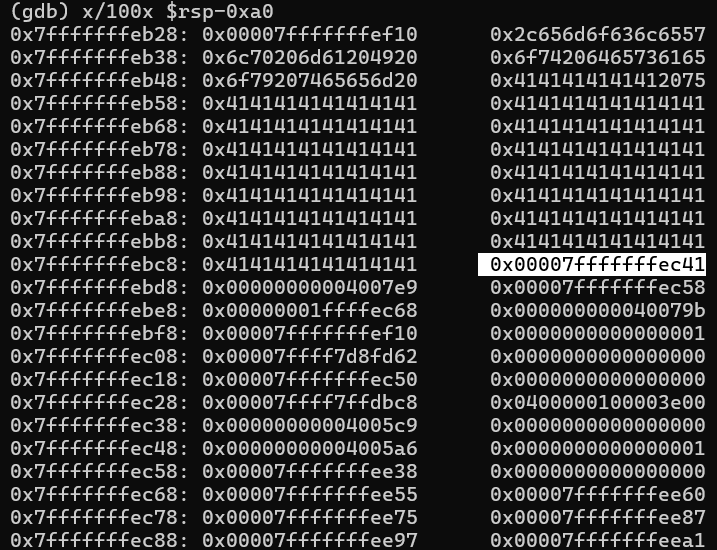 (gdb) x/100x $rsp-0xa0
0x7fffffffeb28: 0x00007fffffffef10 0x2c656d6f636c6557
0x7fffffffeb38: 0x6c70206d61204920 0x6f74206465736165
0x7fffffffeb48: 0x6f79207465656d20 0x4141414141412075
0x7fffffffeb58: 0x4141414141414141 0x4141414141414141
0x7fffffffeb68: 0x4141414141414141 0x4141414141414141
0x7fffffffeb78: 0x4141414141414141 0x4141414141414141
0x7fffffffeb88: 0x4141414141414141 0x4141414141414141
0x7fffffffeb98: 0x4141414141414141 0x4141414141414141
0x7fffffffeba8: 0x4141414141414141 0x4141414141414141
0x7fffffffebb8: 0x4141414141414141 0x4141414141414141
0x7fffffffebc8: 0x4141414141414141 0x00007fffffffec41
0x7fffffffebd8: 0x00000000004007e9 0x00007fffffffec58
0x7fffffffebe8: 0x00000001ffffec68 0x000000000040079b
0x7fffffffebf8: 0x00007fffffffef10 0x0000000000000001
0x7fffffffec08: 0x00007ffff7d8fd62 0x0000000000000000
0x7fffffffec18: 0x00007fffffffec50 0x0000000000000000
0x7fffffffec28: 0x00007ffff7ffdbc8 0x0400000100003e00
0x7fffffffec38: 0x00000000004005c9 0x0000000000000000
0x7fffffffec48: 0x00000000004005a6 0x0000000000000001
0x7fffffffec58: 0x00007fffffffee38 0x0000000000000000
0x7fffffffec68: 0x00007fffffffee55 0x00007fffffffee60
0x7fffffffec78: 0x00007fffffffee75 0x00007fffffffee87
0x7fffffffec88: 0x00007fffffffee97 0x00007fffffffeea1